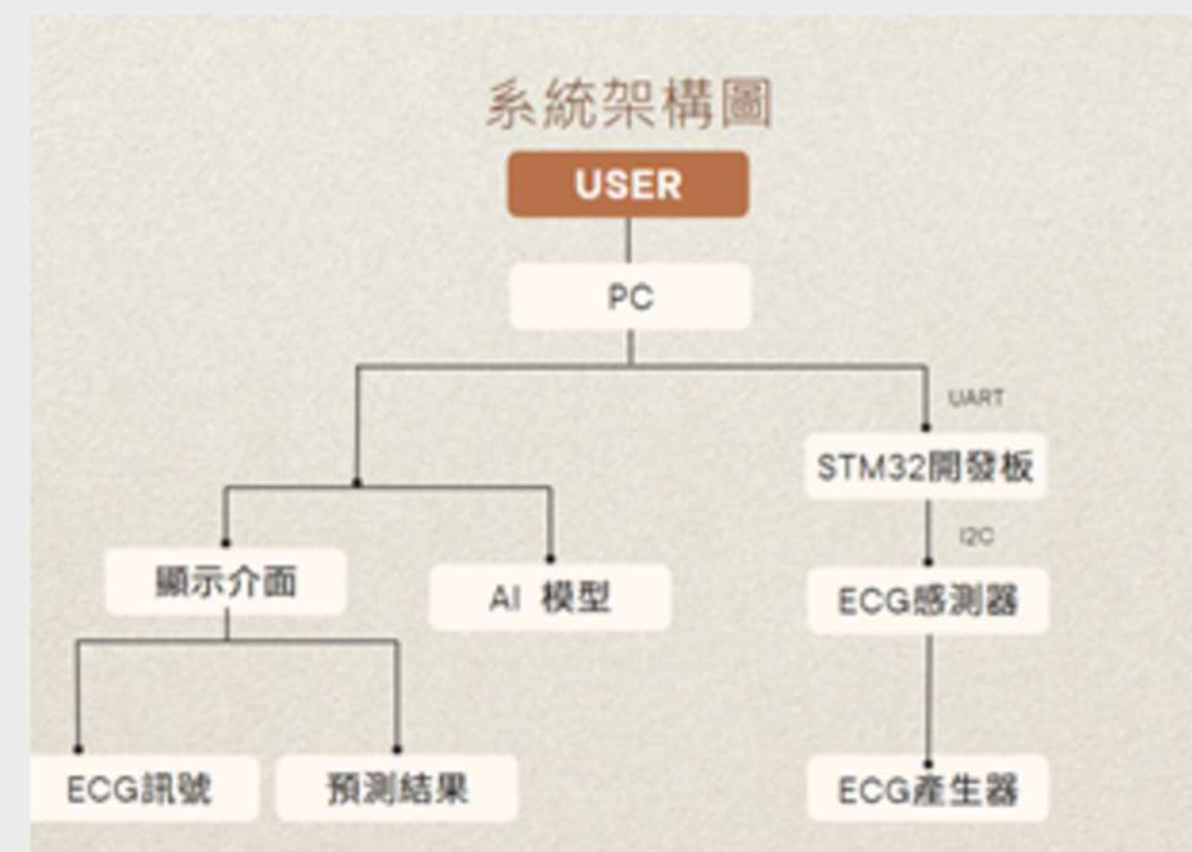 系統架構圖
USER
PC
UART
STM32開發板
I2C
顯示介面
AI 模型
ECG感測器
ECG訊號
預測結果
ECG產生器